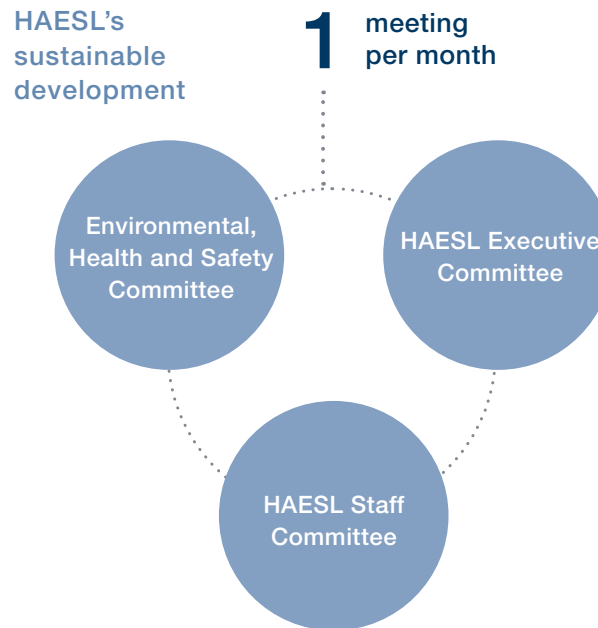 HAESL's
sustainable
development
1 meeting
per month
Environmental,
Health and Safety
Committee
HAESL Executive
Committee
HAESL Staff
Committee